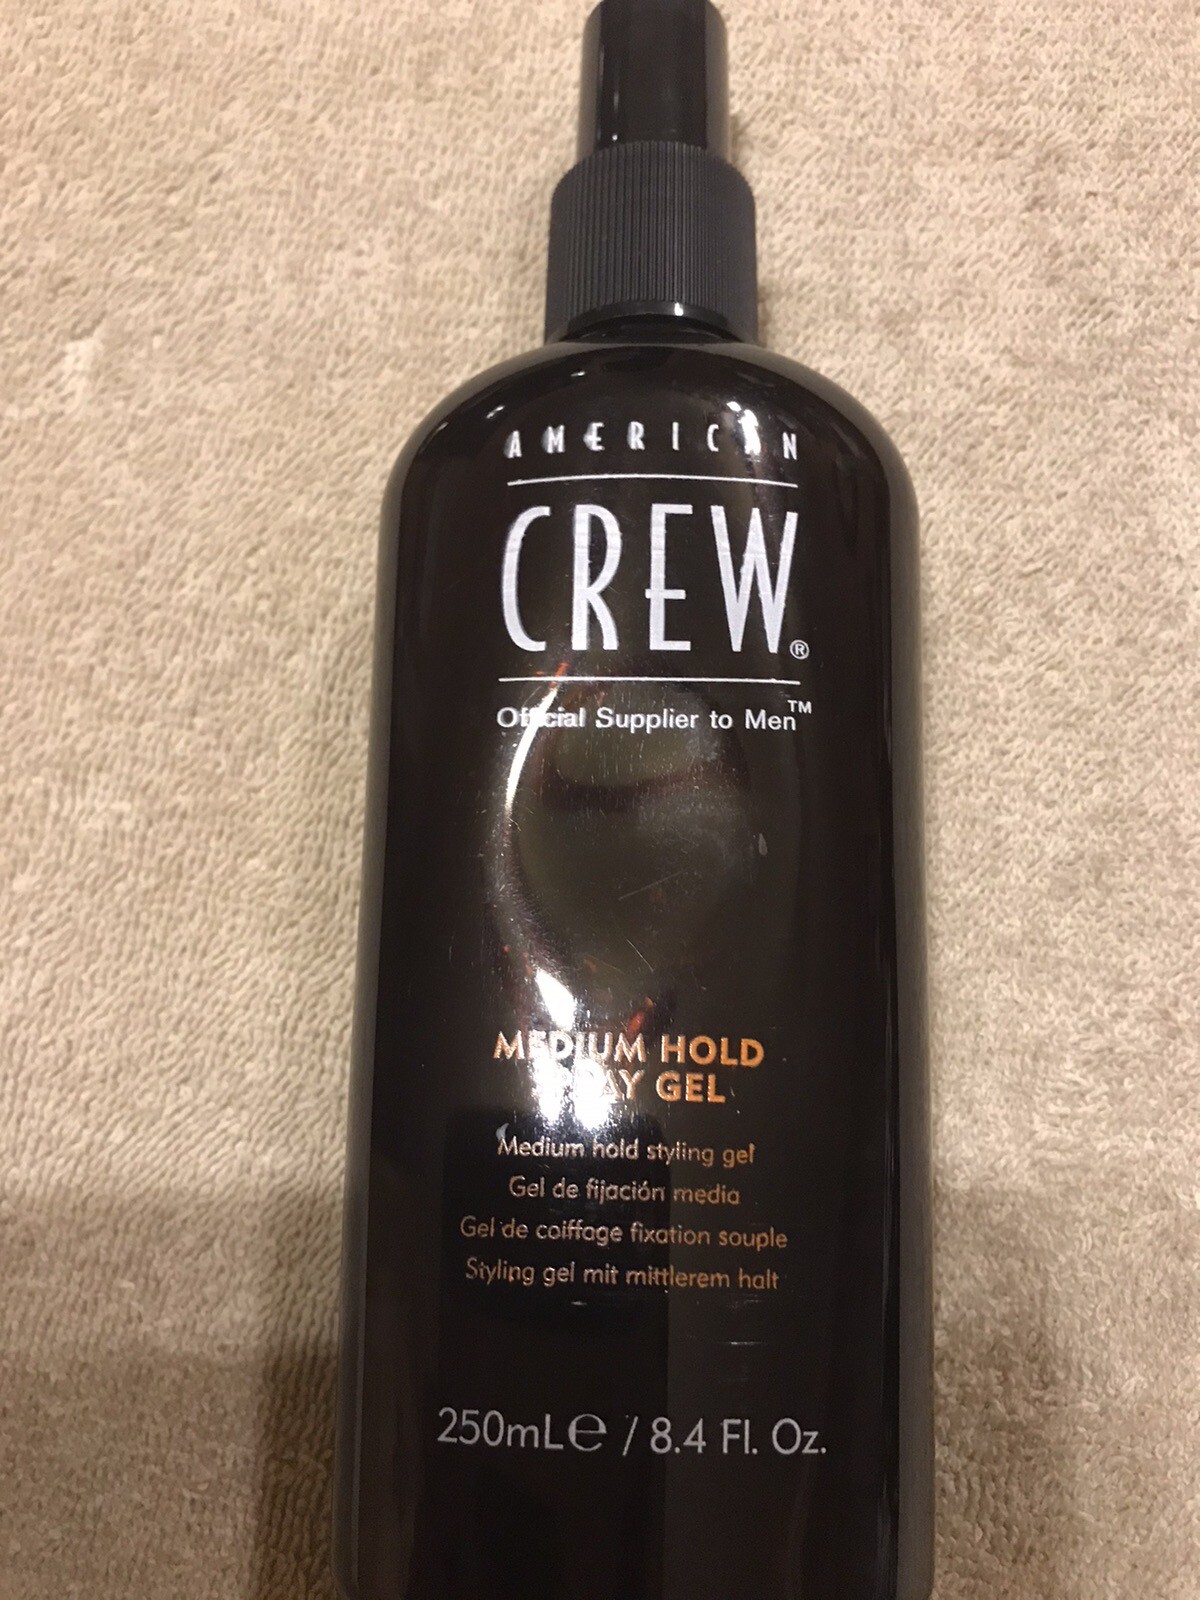 AMERICAN
CREW®
Official Supplier to Men™
MEDIUM HOLD
SPRAY GEL
Medium hold styling gel
Gel de fijación media
Gel de coiffage fixation souple
Styling gel mit mittlerem halt
250mL℮ / 8.4 Fl. Oz.